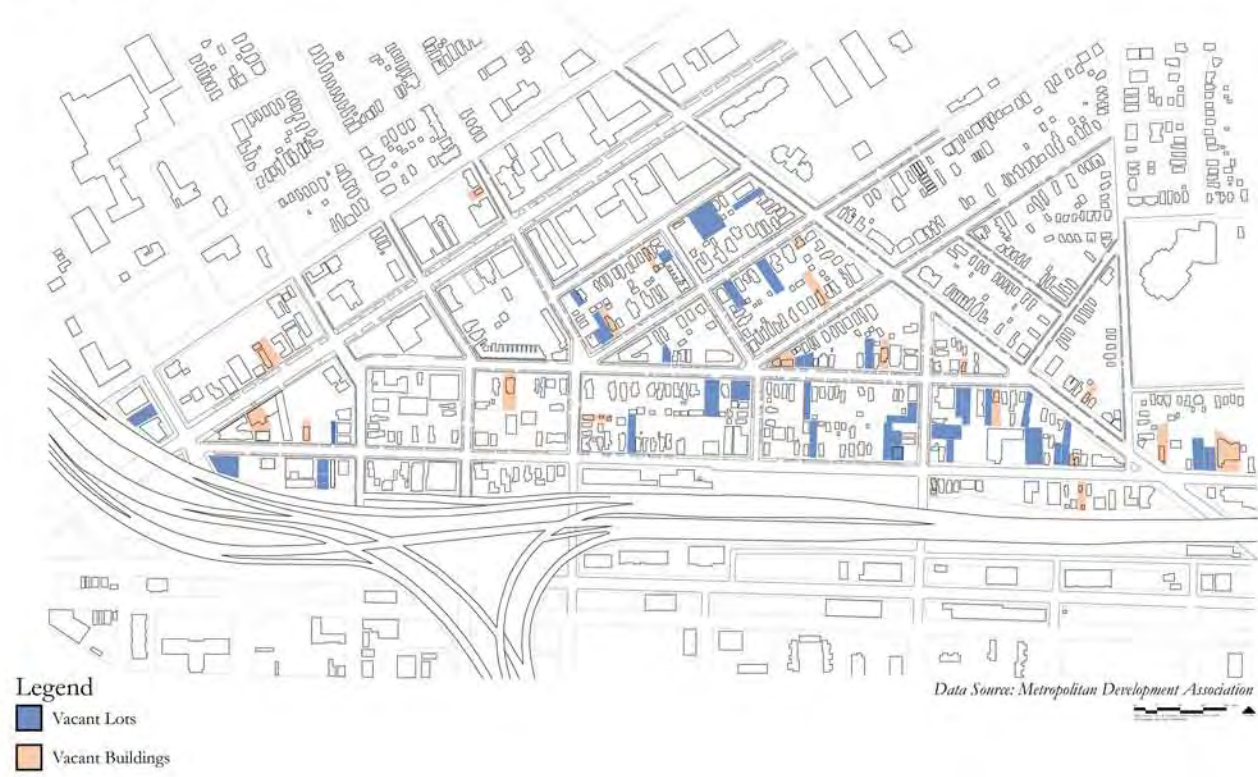 Legend
Vacant Lots
Vacant Buildings
Data Source: Metropolitan Development Association